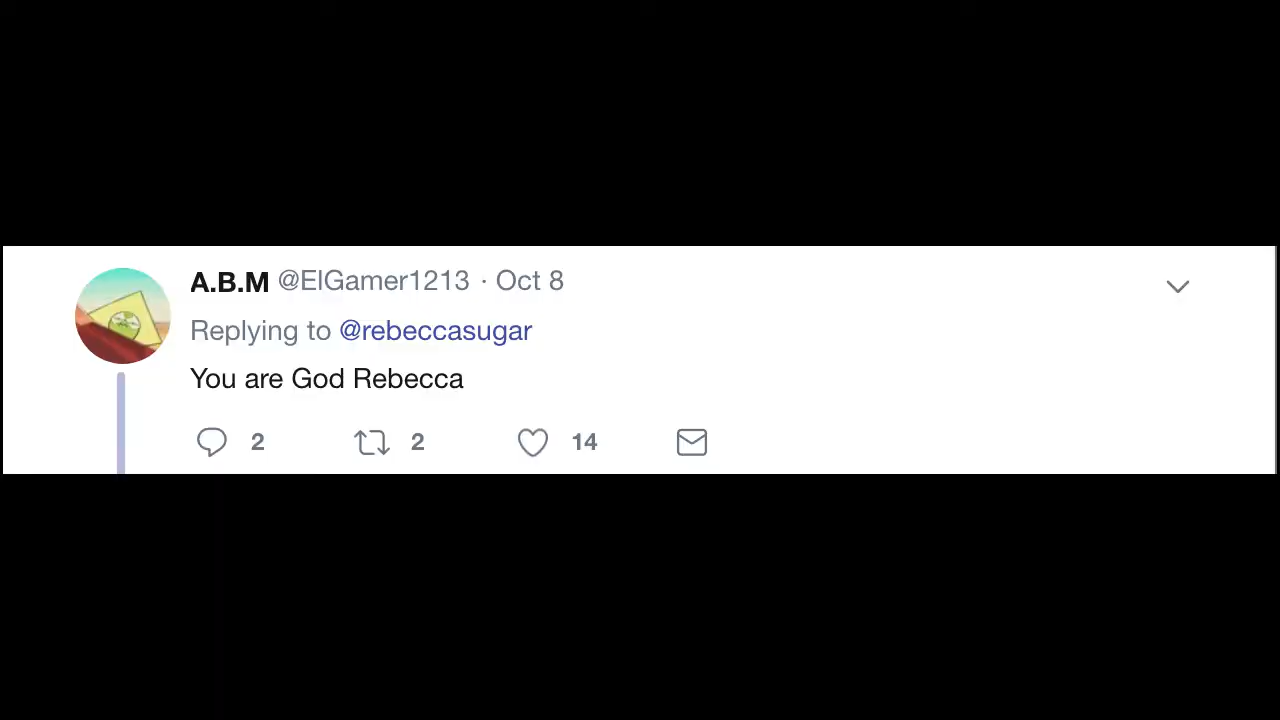 A.B.M @ElGamer1213 · Oct 8
Replying to @rebeccasugar
You are God Rebecca
2 2 14